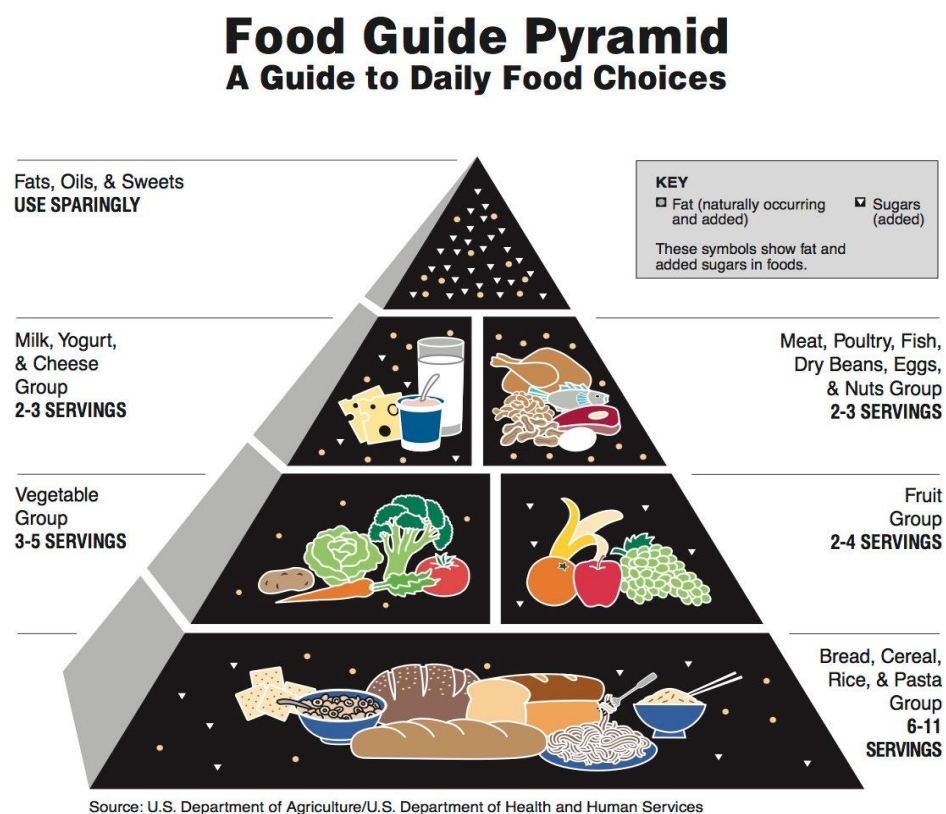 Food Guide Pyramid
A Guide to Daily Food Choices
Fats, Oils, & Sweets
USE SPARINGLY
KEY
Fat (naturally occurring
and added)
Sugars
(added)
These symbols show fat and
added sugars in foods.
Milk, Yogurt,
& Cheese
Group
2-3 SERVINGS
Meat, Poultry, Fish,
Dry Beans, Eggs,
& Nuts Group
2-3 SERVINGS
Vegetable
Group
3-5 SERVINGS
Fruit
Group
2-4 SERVINGS
Bread, Cereal,
Rice, & Pasta
Group
6-11
SERVINGS
Source: U.S. Department of Agriculture/U.S. Department of Health and Human Services